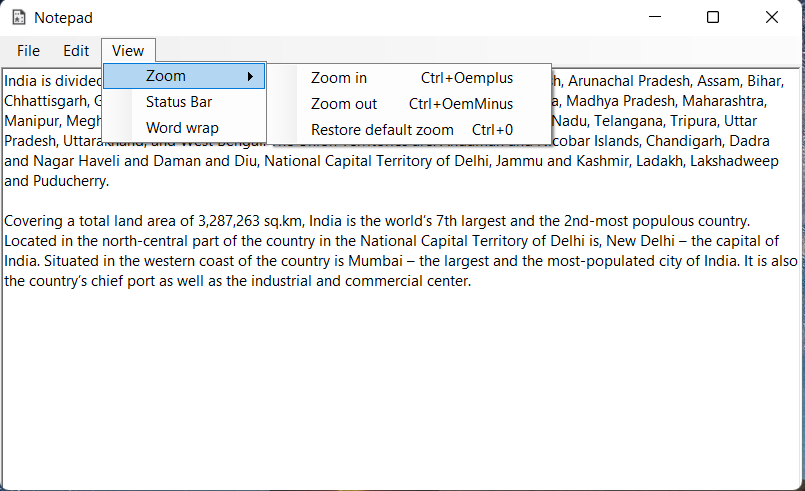 Notepad
File Edit View
Zoom
Status Bar
Word wrap
Zoom in Ctrl+Oemplus
Zoom out Ctrl+OemMinus
Restore default zoom Ctrl+0
India is divided h, Arunachal Pradesh, Assam, Bihar,
Chhattisgarh, G a, Madhya Pradesh, Maharashtra,
Manipur, Megh Nadu, Telangana, Tripura, Uttar
Pradesh, Uttarakhand, and West Bengal. cobar Islands, Chandigarh, Dadra
and Nagar Haveli and Daman and Diu, National Capital Territory of Delhi, Jammu and Kashmir, Ladakh, Lakshadweep
and Puducherry.
Covering a total land area of 3,287,263 sq.km, India is the world’s 7th largest and the 2nd-most populous country.
Located in the north-central part of the country in the National Capital Territory of Delhi is, New Delhi – the capital of
India. Situated in the western coast of the country is Mumbai – the largest and the most-populated city of India. It is also
the country’s chief port as well as the industrial and commercial center.